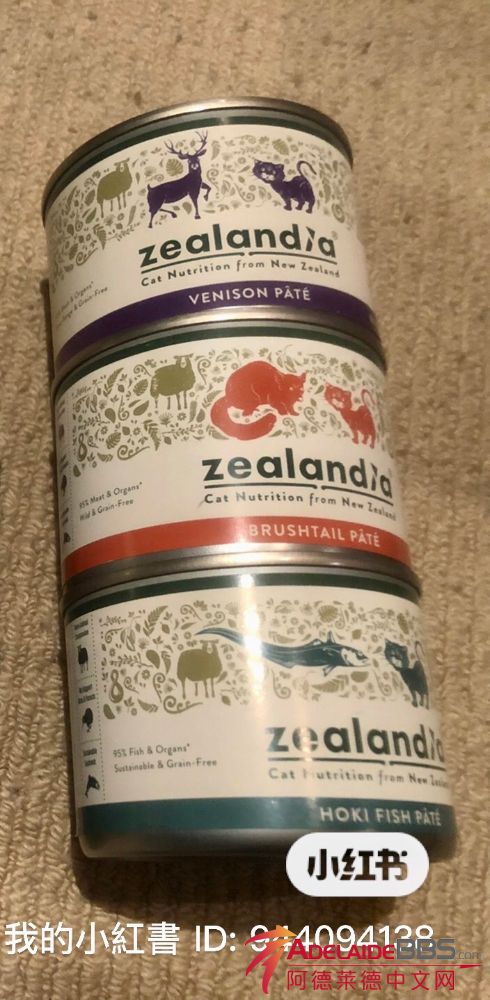 zealandia
Cat Nutrition from New Zealand
VENISON PÂTÉ
& Grain-Free
zealandia
95% Meat & Organs*
Wild & Grain-Free
Cat Nutrition from New Zealand
BRUSHTAIL PÂTÉ
zealandia
95% Fish & Organs*
Sustainable & Grain-Free
Cat Nutrition from New
HOKI FISH PÂTÉ
小红书
我的小紅書 ID:
ADELAIDEBBS.com
阿德莱德中文网